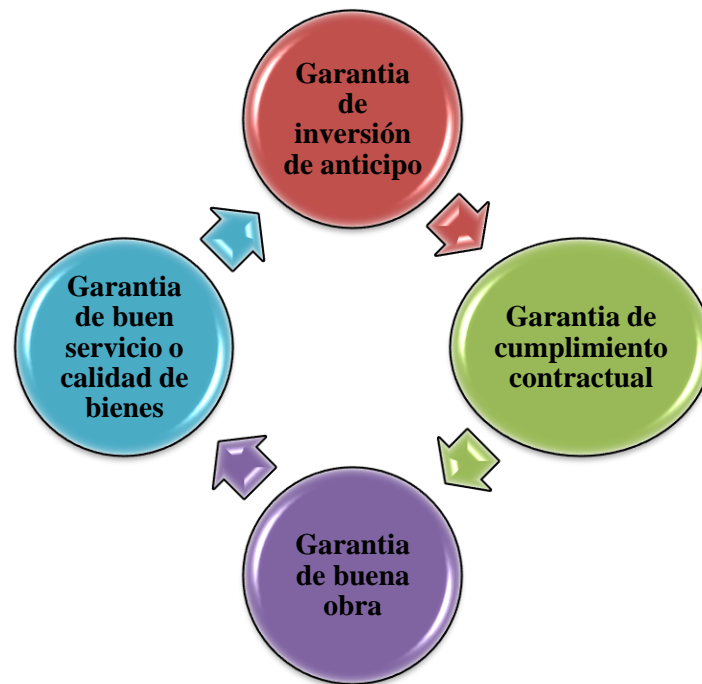 Garantia
de
inversión
de anticipo
Garantia de
cumplimiento
contractual
Garantia
de buena
obra
Garantia
de buen
servicio o
calidad de
bienes